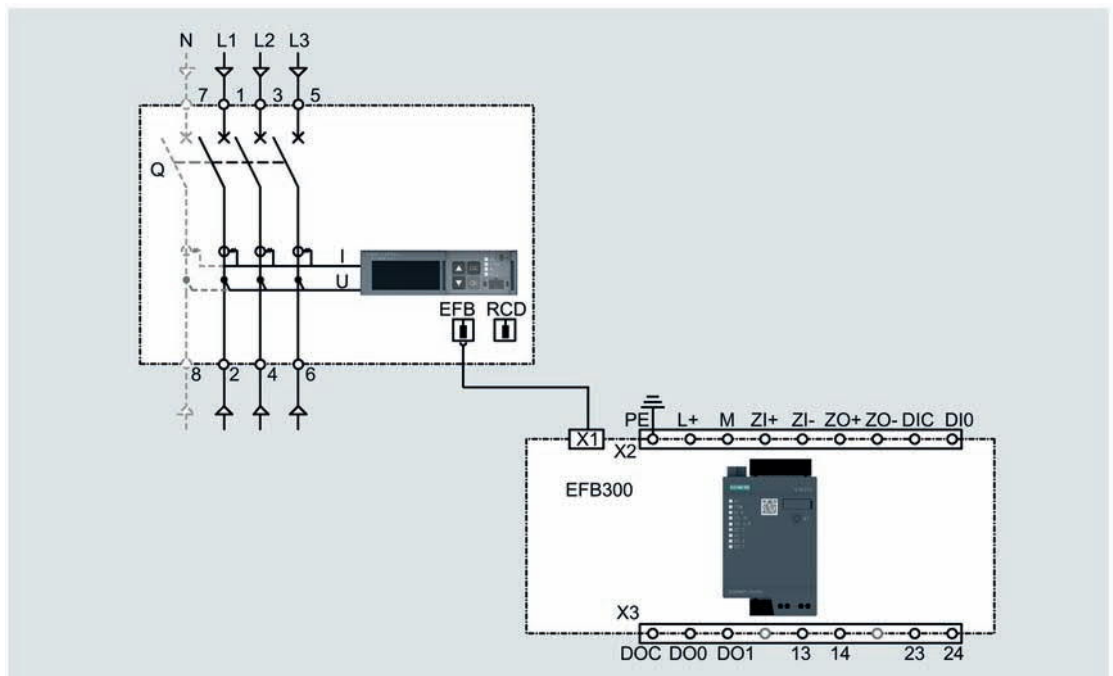 N L1 L2 L3
7 1 3 5
Q
I
U
EFB RCD
8 2 4 6
PE L+ M ZI+ ZI- ZO+ ZO- DIC DI0
X1
X2
EFB300
SIEMENS
X3
DOC DO0 DO1 13 14 23 24